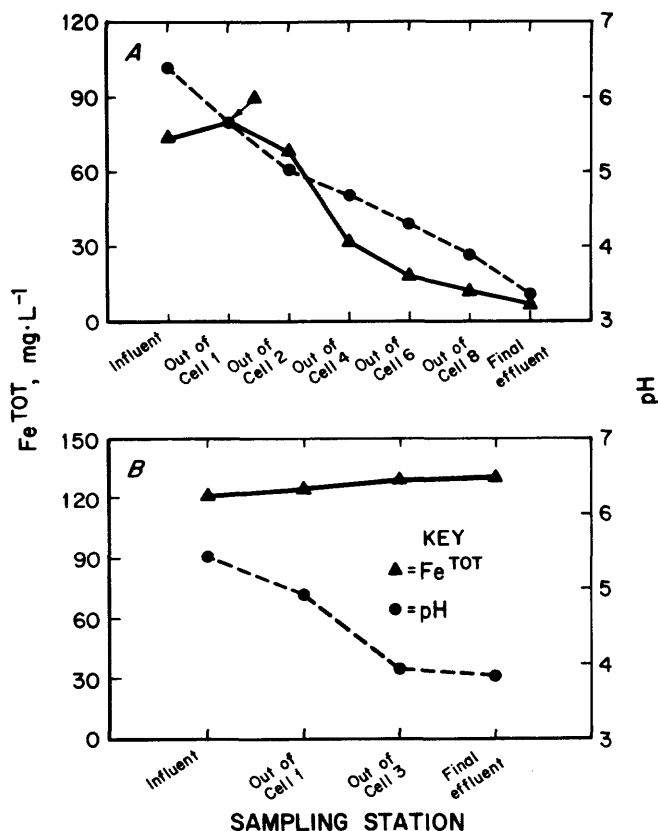 120
90
60
30
0
A
7
6
5
4
3
Influent
Out of Cell 1
Out of Cell 2
Out of Cell 4
Out of Cell 6
Out of Cell 8
Final effluent
Fe^TOT, mg·L⁻¹
pH
150
120
90
60
30
0
B
7
6
5
4
3
KEY
▲ = Fe^TOT
● = pH
Influent
Out of Cell 1
Out of Cell 3
Final effluent
SAMPLING STATION